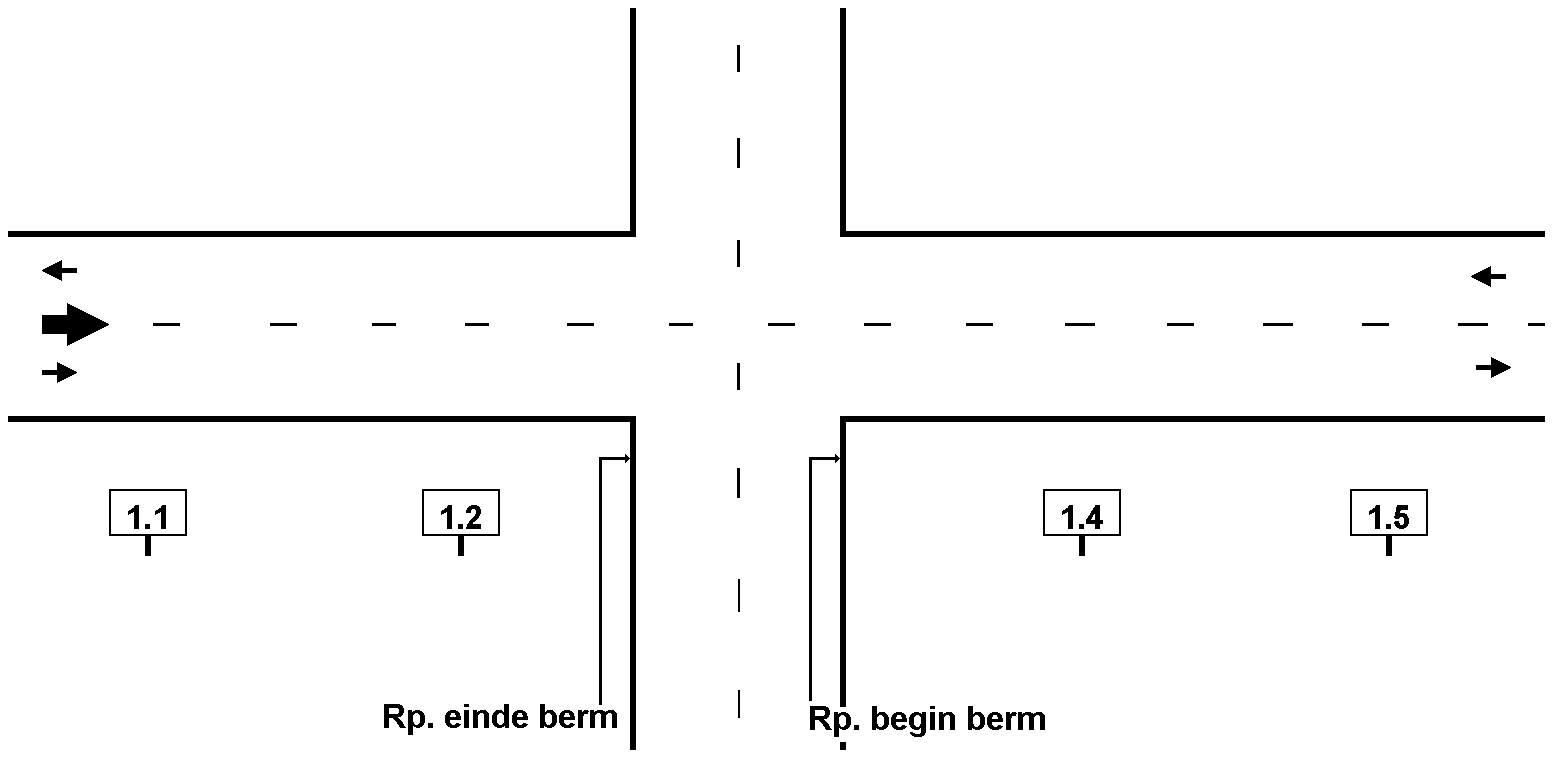 1.1
1.2
1.4
1.5
Rp. einde berm
Rp. begin berm